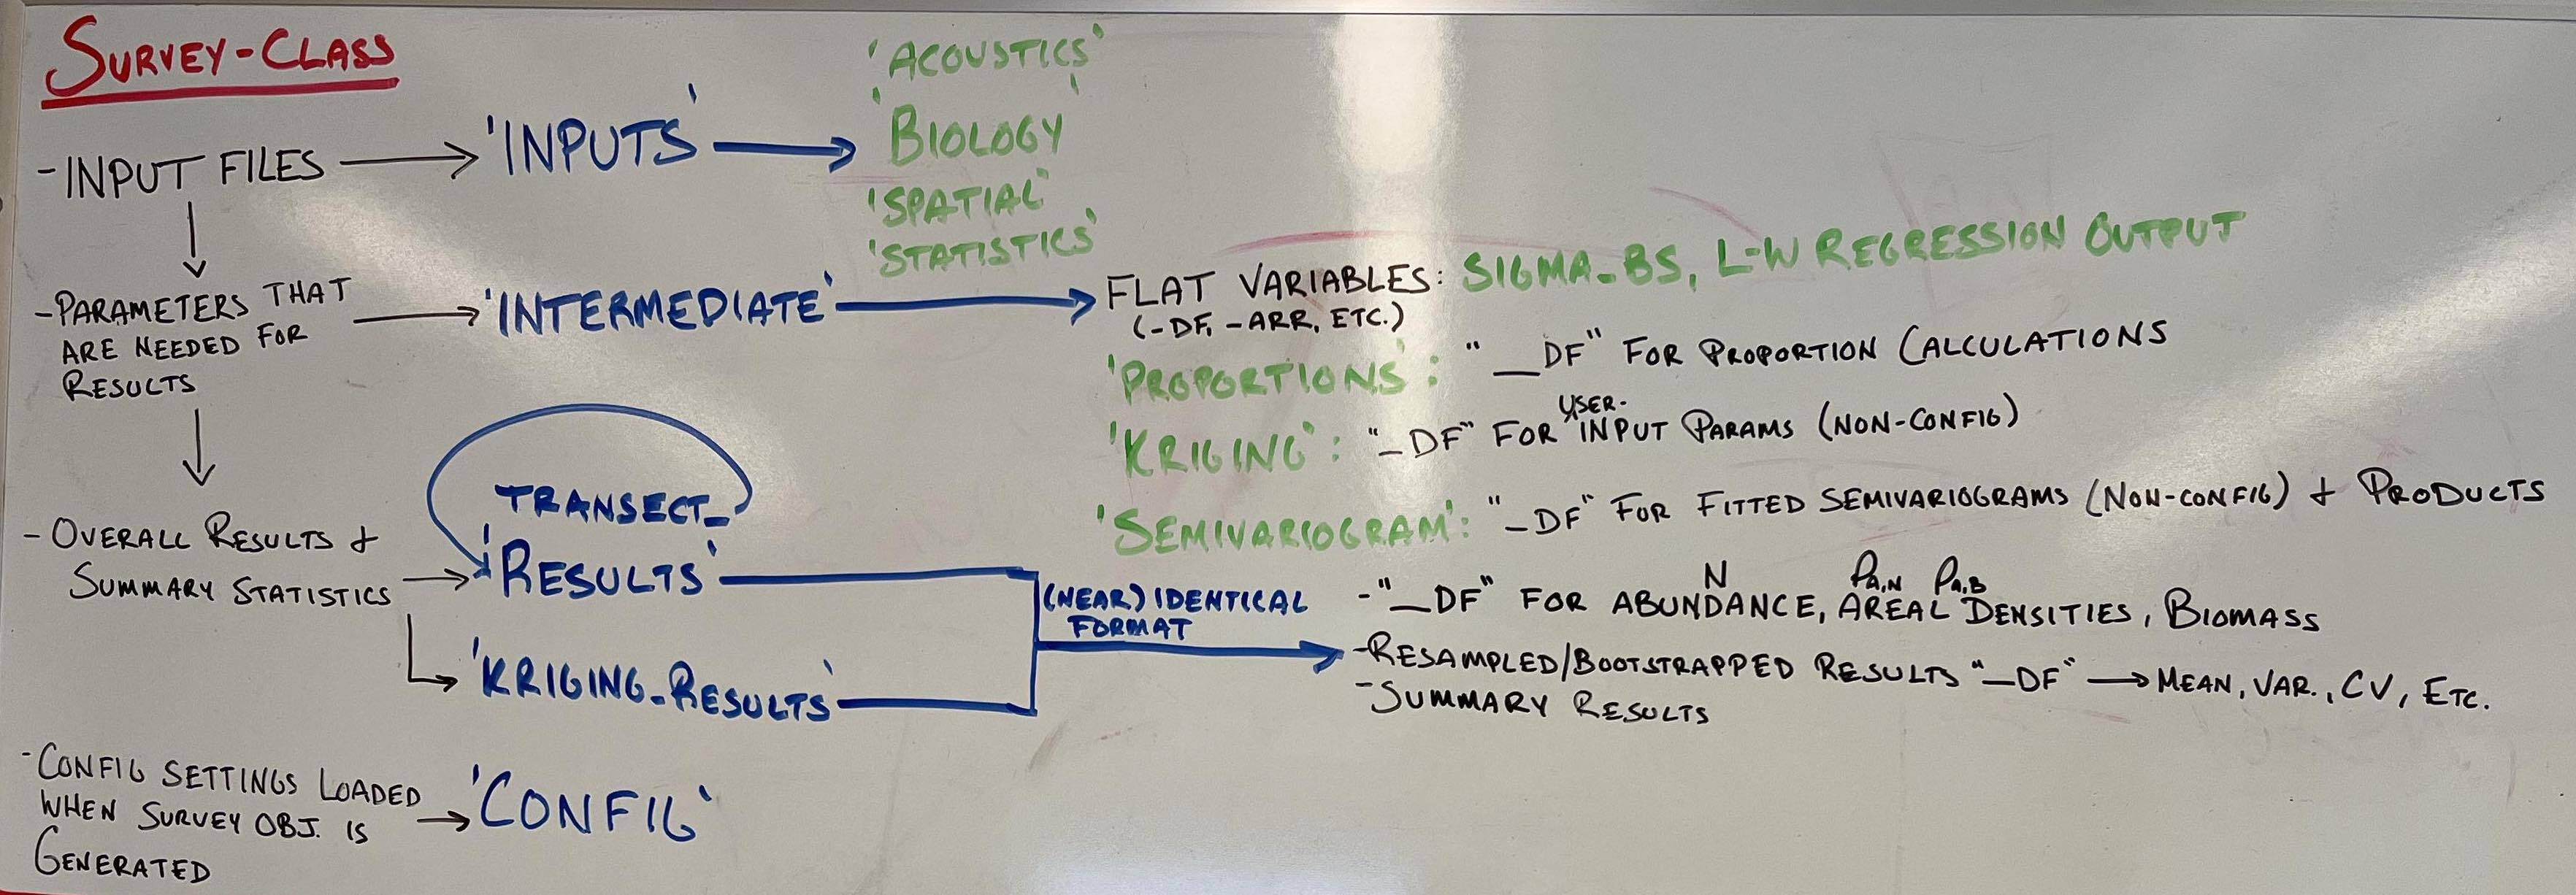 SURVEY-CLASS
-INPUT FILES → 'INPUTS' →
'ACOUSTICS'
'BIOLOGY'
'SPATIAL'
'STATISTICS'
-PARAMETERS THAT
ARE NEEDED FOR
RESULTS
→ 'INTERMEDIATE' →
FLAT VARIABLES: SIGMA_BS, L-W REGRESSION OUTPUT
(-DF, -ARR, ETC.)
'PROPORTIONS': "__DF" FOR PROPORTION CALCULATIONS
'KRIGING': "_DF" FOR USER-INPUT PARAMS (NON-CONFIG)
'SEMIVARIOGRAM': "_DF" FOR FITTED SEMIVARIOGRAMS (NON-CONFIG) + PRODUCTS
- OVERALL RESULTS +
SUMMARY STATISTICS
TRANSECT_
→ 'RESULTS'
'KRIGING_RESULTS'
(NEAR) IDENTICAL
FORMAT
N PA,N PA,B
-"__DF" FOR ABUNDANCE, AREAL DENSITIES, BIOMASS
-RESAMPLED/BOOTSTRAPPED RESULTS "_DF" → MEAN, VAR., CV, ETC.
-SUMMARY RESULTS
-CONFIG SETTINGS LOADED
WHEN SURVEY OBJ. IS
GENERATED
→ 'CONFIG'